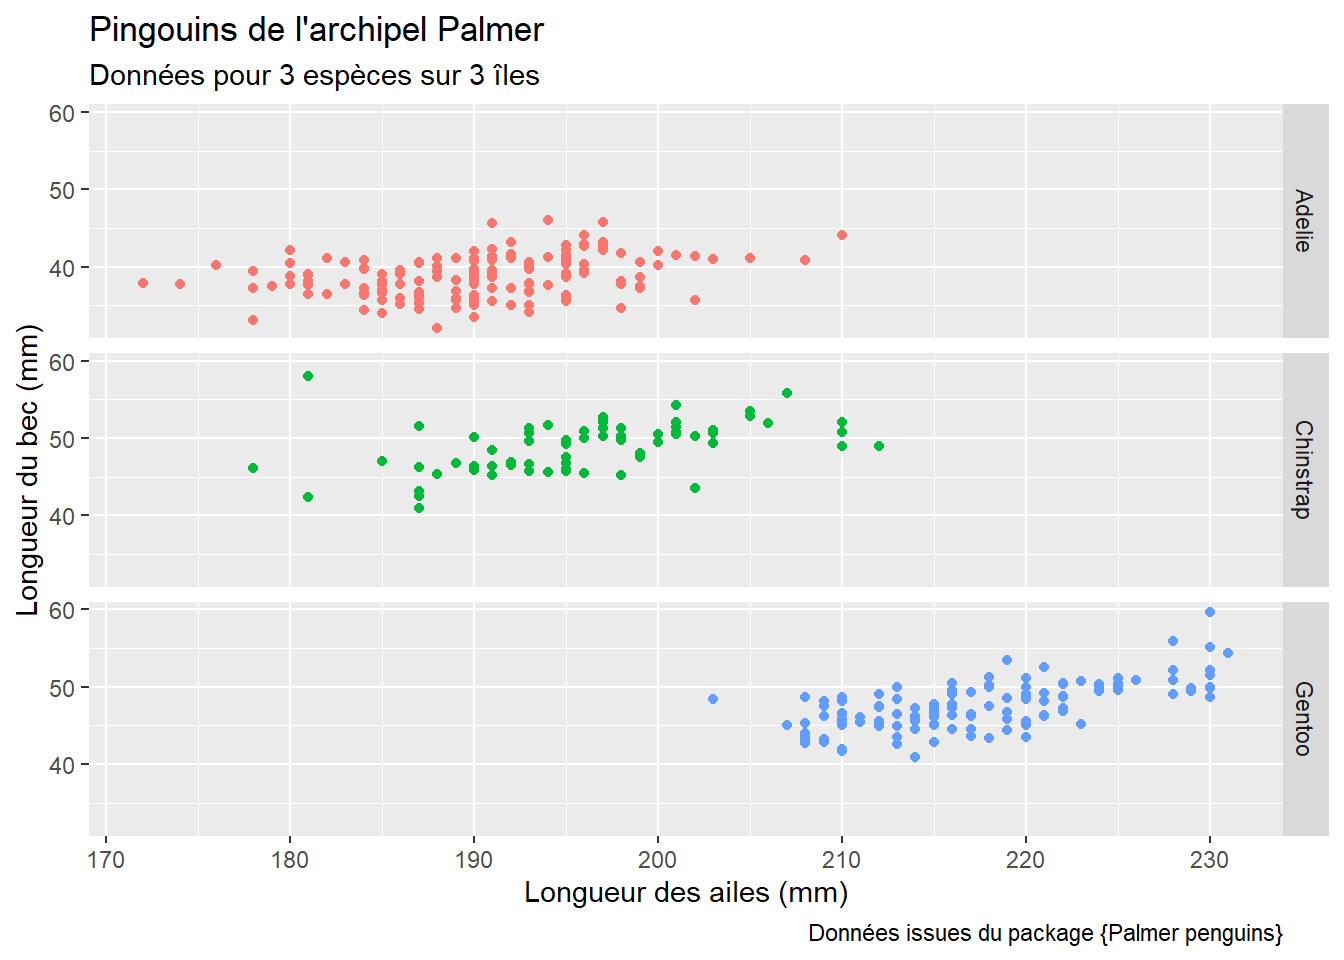 Pingouins de l'archipel Palmer
Données pour 3 espèces sur 3 îles
60
50
40
Adelie
60
50
40
Chinstrap
60
50
40
Gentoo
Longueur du bec (mm)
170 180 190 200 210 220 230
Longueur des ailes (mm)
Données issues du package {Palmer penguins}